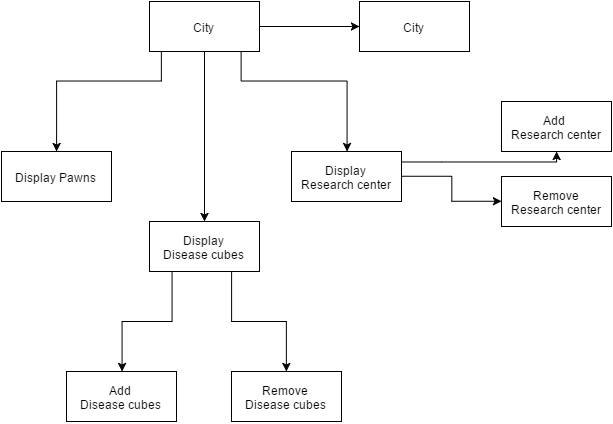 City
City
Add
Research center
Display Pawns
Display
Research center
Remove
Research center
Display
Disease cubes
Add
Disease cubes
Remove
Disease cubes